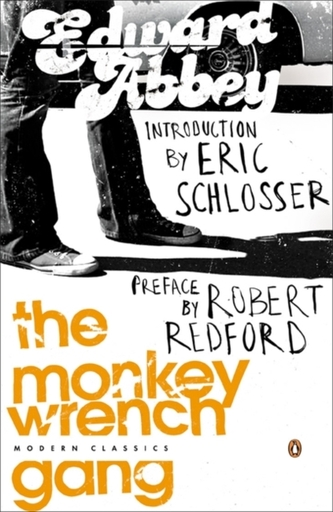 Edward
Abbey
INTRODUCTION
BY ERIC
SCHLOSSER
PREFACE
BY ROBERT
REDFORD
the
monkey
wrench
MODERN CLASSICS
gang